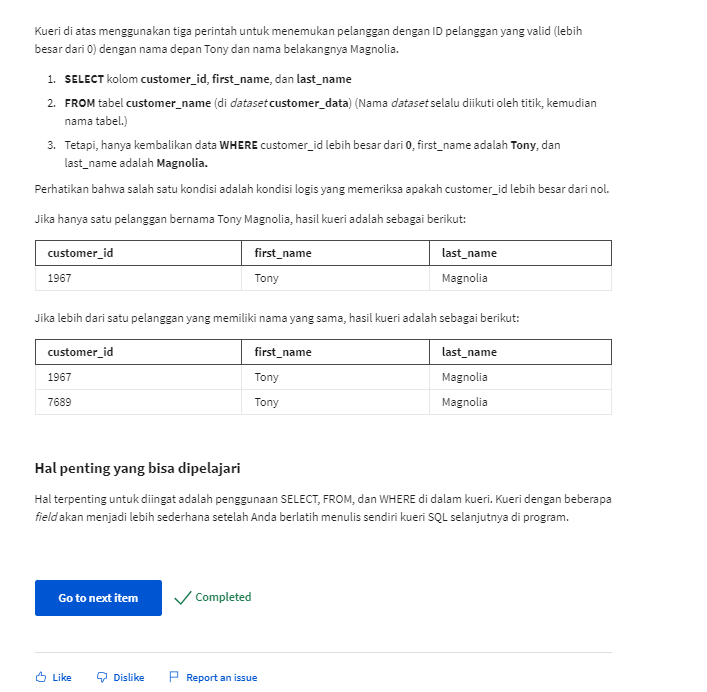 Kueri di atas menggunakan tiga perintah untuk menemukan pelanggan dengan ID pelanggan yang valid (lebih
besar dari 0) dengan nama depan Tony dan nama belakangnya Magnolia.
1. SELECT kolom customer_id, first_name, dan last_name
2. FROM tabel customer_name (di dataset customer_data) (Nama dataset selalu diikuti oleh titik, kemudian
nama tabel.)
3. Tetapi, hanya kembalikan data WHERE customer_id lebih besar dari 0, first_name adalah Tony, dan
last_name adalah Magnolia.
Perhatikan bahwa salah satu kondisi adalah kondisi logis yang memeriksa apakah customer_id lebih besar dari nol.
Jika hanya satu pelanggan bernama Tony Magnolia, hasil kueri adalah sebagai berikut:
customer_id first_name last_name
1967 Tony Magnolia
Jika lebih dari satu pelanggan yang memiliki nama yang sama, hasil kueri adalah sebagai berikut:
customer_id first_name last_name
1967 Tony Magnolia
7689 Tony Magnolia
Hal penting yang bisa dipelajari
Hal terpenting untuk diingat adalah penggunaan SELECT, FROM, dan WHERE di dalam kueri. Kueri dengan beberapa
field akan menjadi lebih sederhana setelah Anda berlatih menulis sendiri kueri SQL selanjutnya di program.
Go to next item Completed
Like Dislike Report an issue